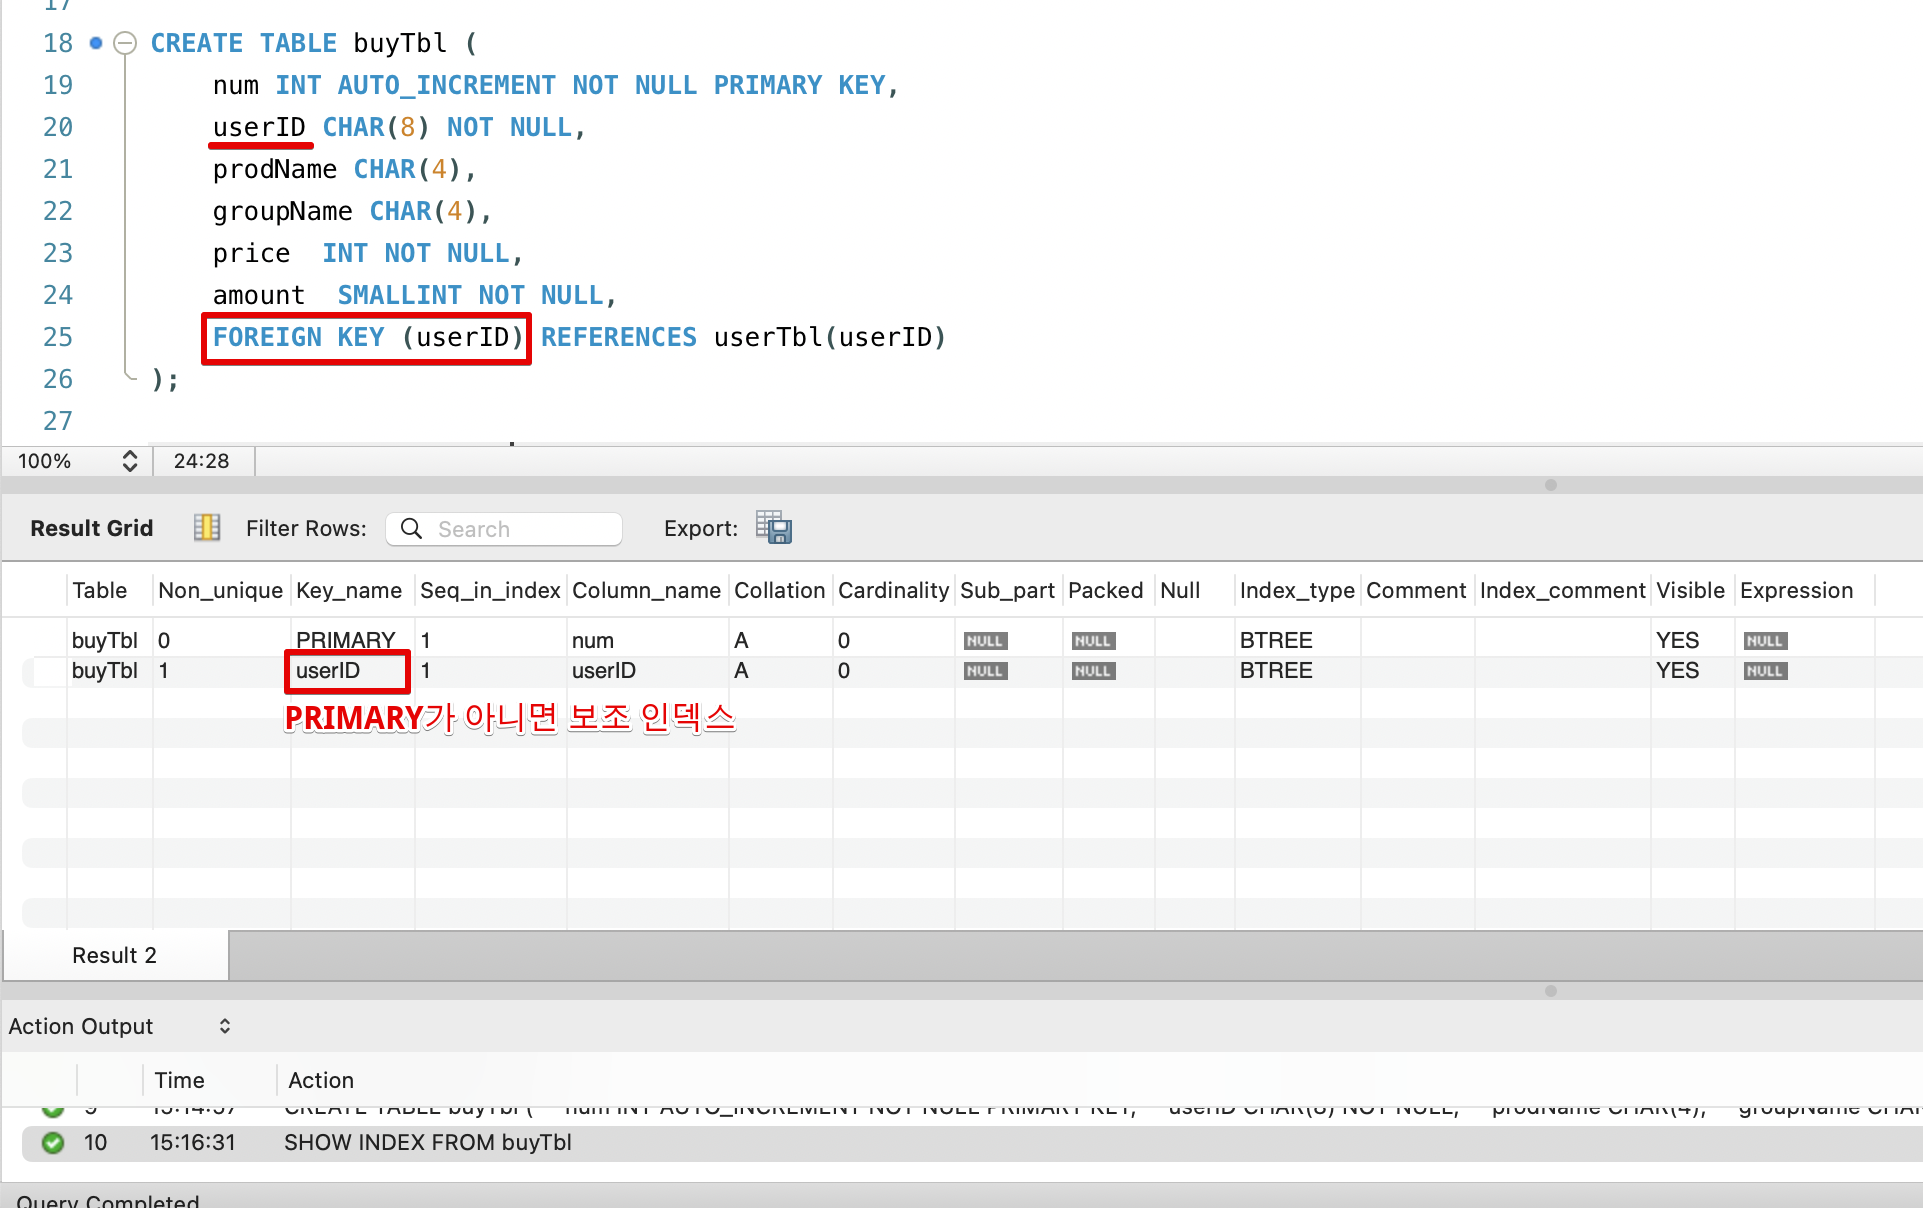 17
18 CREATE TABLE buyTbl (
19 num INT AUTO_INCREMENT NOT NULL PRIMARY KEY,
20 userID CHAR(8) NOT NULL,
21 prodName CHAR(4),
22 groupName CHAR(4),
23 price INT NOT NULL,
24 amount SMALLINT NOT NULL,
25 FOREIGN KEY (userID) REFERENCES userTbl(userID)
26 );
27
100% 24:28
Result Grid Filter Rows: Search Export:
Table Non_unique Key_name Seq_in_index Column_name Collation Cardinality Sub_part Packed Null Index_type Comment Index_comment Visible Expression
buyTbl 0 PRIMARY 1 num A 0 NULL NULL BTREE YES NULL
buyTbl 1 userID 1 userID A 0 NULL NULL BTREE YES NULL
PRIMARY가 아니면 보조 인덱스
Result 2
Action Output
Time Action
9 15:14:37 CREATE TABLE buyTbl ( num INT AUTO_INCREMENT NOT NULL PRIMARY KEY, userID CHAR(8) NOT NULL, prodName CHAR(4), groupName CHAR
10 15:16:31 SHOW INDEX FROM buyTbl
Query Completed